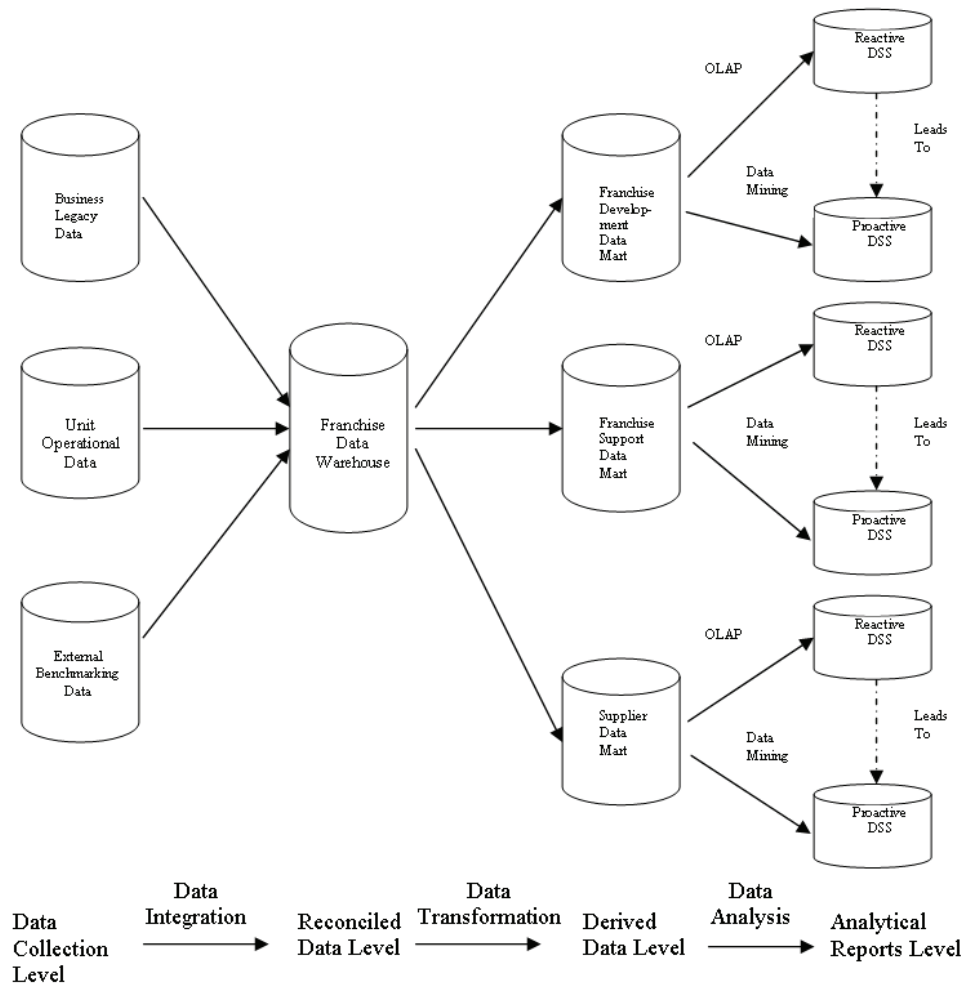 Business
Legacy
Data
Unit
Operational
Data
External
Benchmarking
Data
Franchise
Data
Warehouse
Franchise
Develop-
ment
Data
Mart
Franchise
Support
Data
Mart
Supplier
Data
Mart
OLAP
Data
Mining
Reactive
DSS
Leads
To
Proactive
DSS
OLAP
Data
Mining
Reactive
DSS
Leads
To
Proactive
DSS
OLAP
Data
Mining
Reactive
DSS
Leads
To
Proactive
DSS
Data
Collection
Level
Data
Integration
Reconciled
Data Level
Data
Transformation
Derived
Data Level
Data
Analysis
Analytical
Reports Level